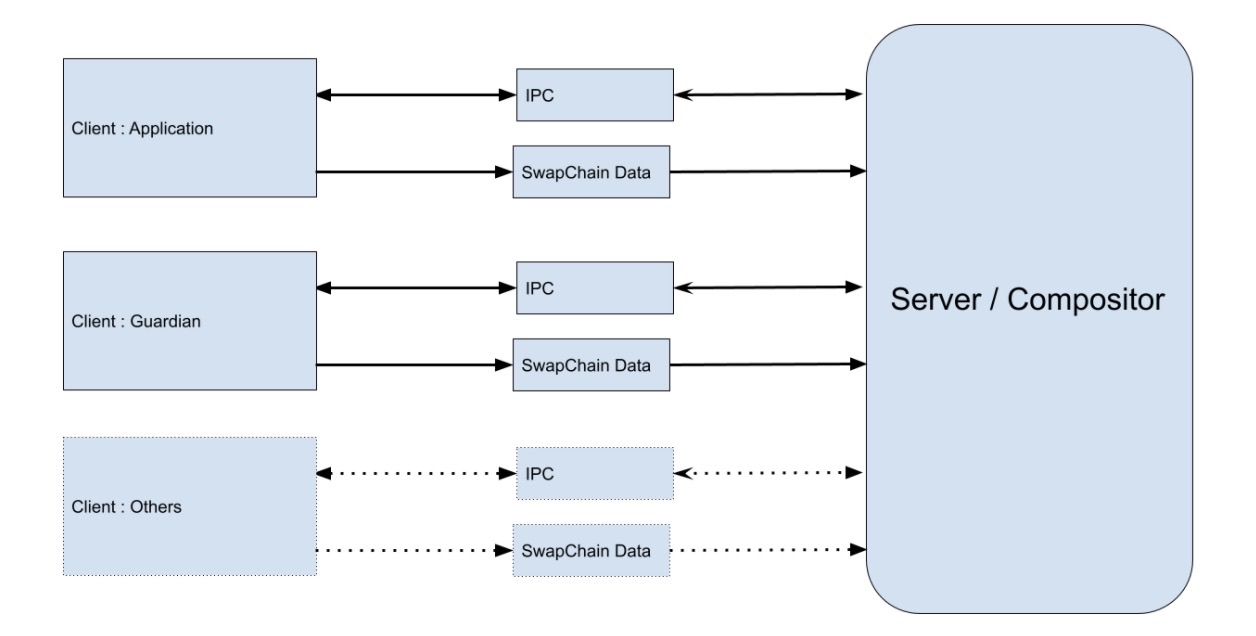 IPC
Client : Application
SwapChain Data
IPC
Server / Compositor
Client : Guardian
SwapChain Data
IPC
Client : Others
SwapChain Data